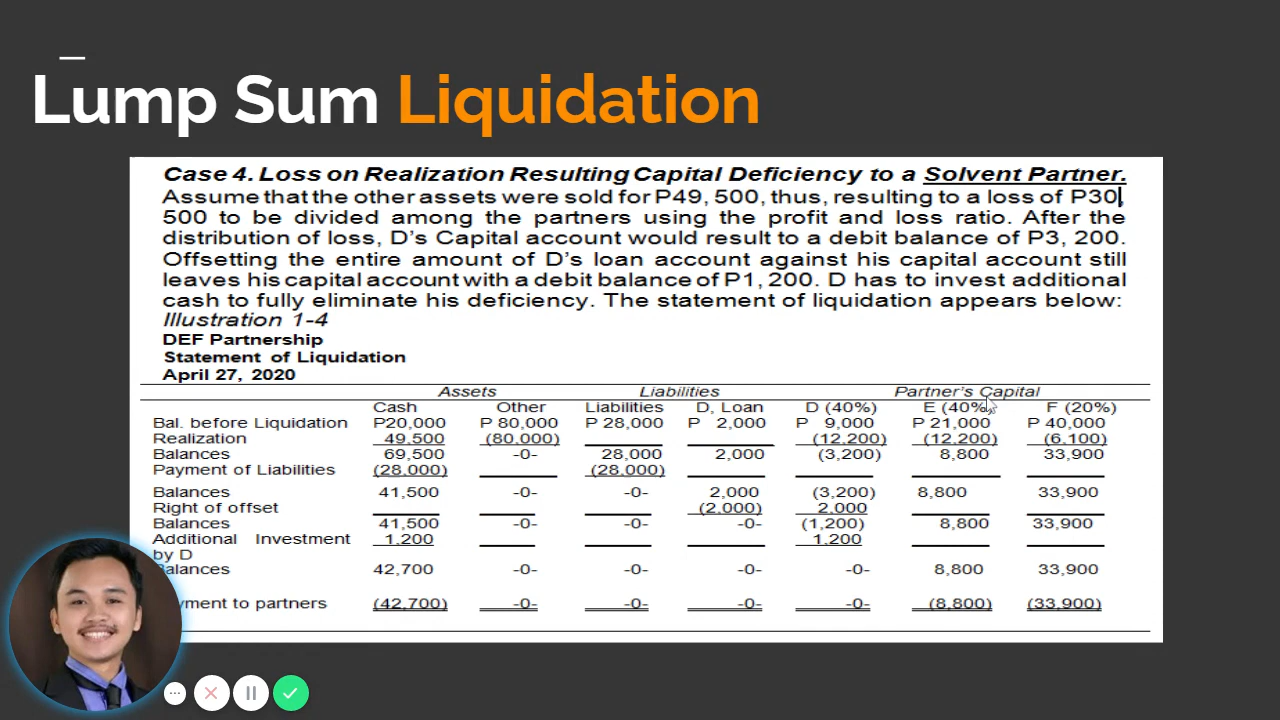 Lump Sum Liquidation
Case 4. Loss on Realization Resulting Capital Deficiency to a Solvent Partner.
Assume that the other assets were sold for P49, 500, thus, resulting to a loss of P30,
500 to be divided among the partners using the profit and loss ratio. After the
distribution of loss, D's Capital account would result to a debit balance of P3, 200.
Offsetting the entire amount of D's loan account against his capital account still
leaves his capital account with a debit balance of P1, 200. D has to invest additional
cash to fully eliminate his deficiency. The statement of liquidation appears below:
Illustration 1-4
DEF Partnership
Statement of Liquidation
April 27, 2020
Assets Liabilities Partner's Capital
Cash Other Liabilities D, Loan D (40%) E (40%) F (20%)
Bal. before Liquidation P20,000 P 80,000 P 28,000 P 2,000 P 9,000 P 21,000 P 40,000
Realization 49,500 (80,000) (12,200) (12,200) (6,100)
Balances 69,500 -0- 28,000 2,000 (3,200) 8,800 33,900
Payment of Liabilities (28,000) (28,000)
Balances 41,500 -0- -0- 2,000 (3,200) 8,800 33,900
Right of offset (2,000) 2,000
Balances 41,500 -0- -0- -0- (1,200) 8,800 33,900
Additional Investment 1,200 1,200
by D
Balances 42,700 -0- -0- -0- -0- 8,800 33,900
yment to partners (42,700) -0- -0- -0- -0- (8,800) (33,900)